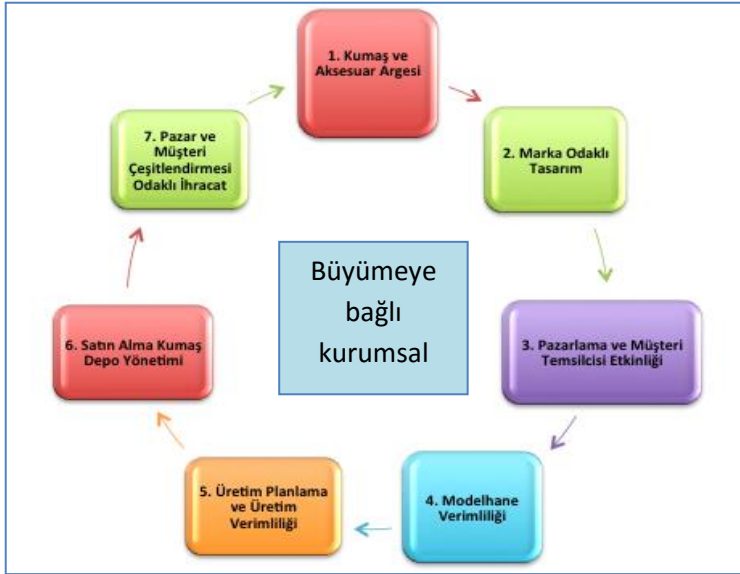 1. Kumaş ve
Aksesuar Argesi
2. Marka Odaklı
Tasarım
3. Pazarlama ve Müşteri
Temsilcisi Etkinliği
4. Modelhane
Verimliliği
5. Üretim Planlama
ve Üretim
Verimliliği
6. Satın Alma Kumaş
Depo Yönetimi
7. Pazar ve
Müşteri
Çeşitlendirmesi
Odaklı İhracat
Büyümeye
bağlı
kurumsal